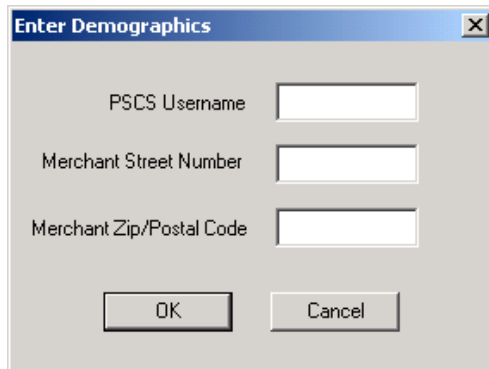 Enter Demographics
PSCS Username
Merchant Street Number
Merchant Zip/Postal Code
OK Cancel